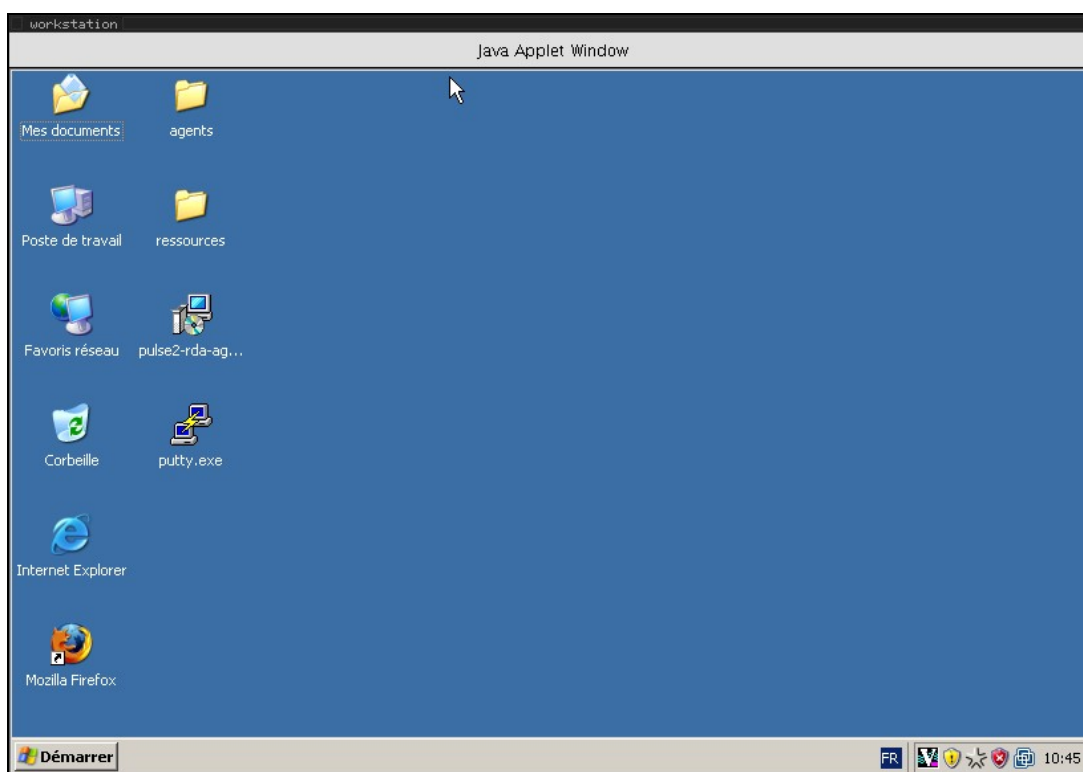 workstation
Java Applet Window
Mes documents
agents
Poste de travail
ressources
Favoris réseau
pulse2-rda-ag...
Corbeille
putty.exe
Internet Explorer
Mozilla Firefox
Démarrer
FR
10:45